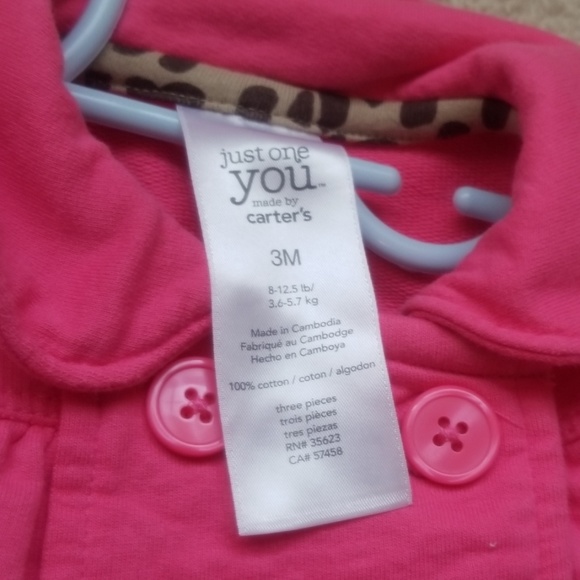 just one
you™
made by
carter's
3M
8-12.5 lb/
3.6-5.7 kg
Made in Cambodia
Fabriqué au Cambodge
Hecho en Camboya
100% cotton / coton / algodon
three pieces
trois pièces
tres piezas
RN# 35623
CA# 57458